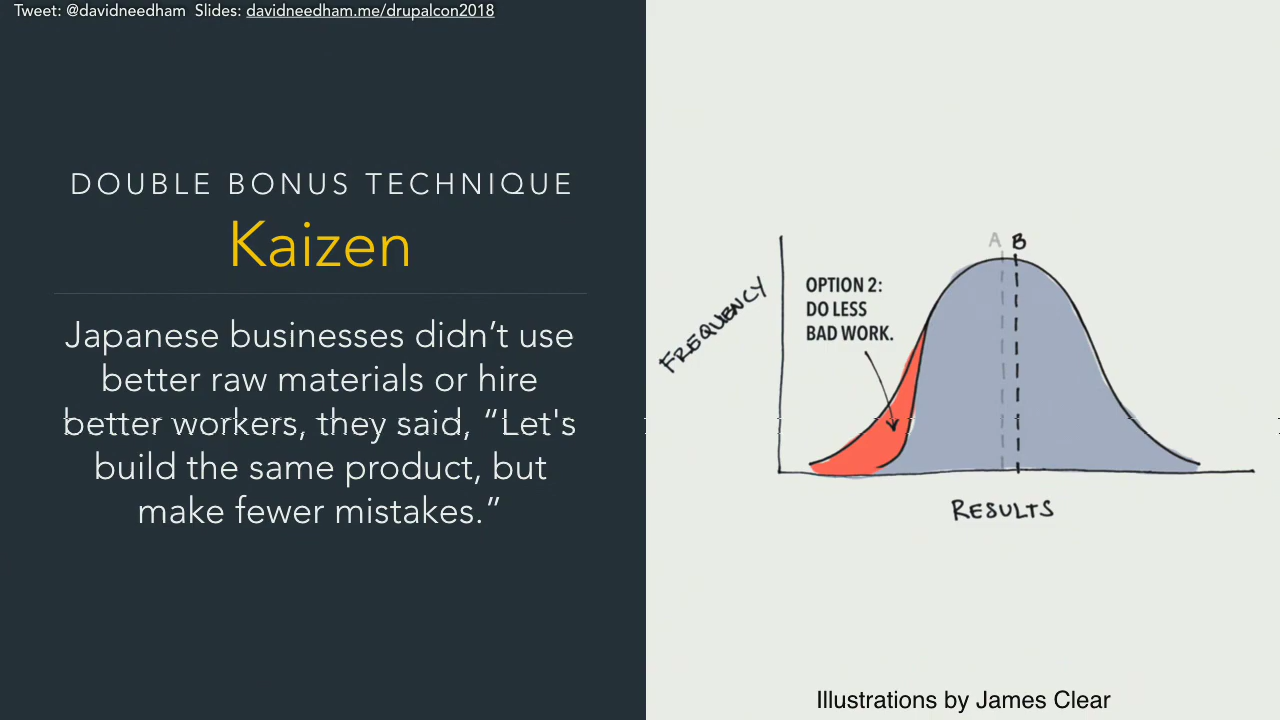 Tweet: @davidneedham  Slides: davidneedham.me/drupalcon2018
DOUBLE BONUS TECHNIQUE
Kaizen
Japanese businesses didn’t use
better raw materials or hire
better workers, they said, “Let's
build the same product, but
make fewer mistakes.”
A B
OPTION 2:
DO LESS
BAD WORK.
FREQUENCY
RESULTS
Illustrations by James Clear